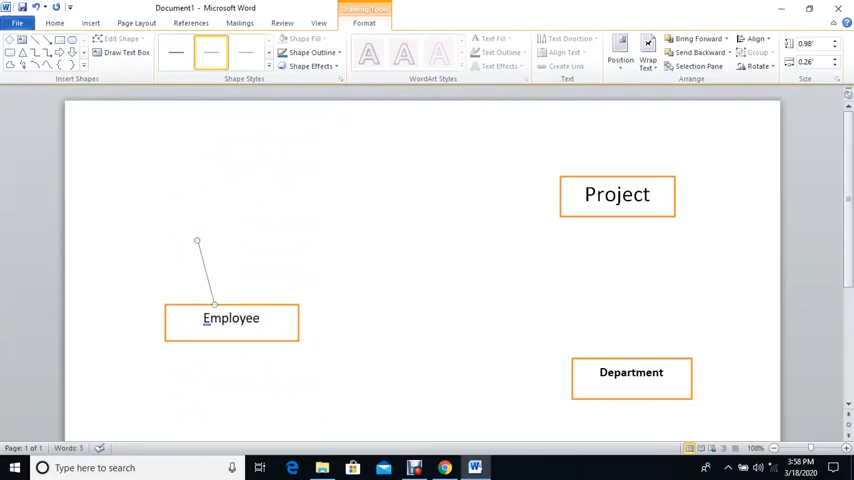 Document1 - Microsoft Word
Drawing Tools
File Home Insert Page Layout References Mailings Review View Format
Edit Shape
Draw Text Box
Insert Shapes
Shape Fill
Shape Outline
Shape Effects
Shape Styles
A A A
Text Fill
Text Outline
Text Effects
WordArt Styles
Text Direction
Align Text
Create Link
Text
Position
Wrap Text
Bring Forward
Send Backward
Selection Pane
Align
Group
Rotate
Arrange
0.98"
0.26"
Size
Project
Employee
Department
Page: 1 of 1 Words: 3 108%
Type here to search
3:58 PM
3/18/2020